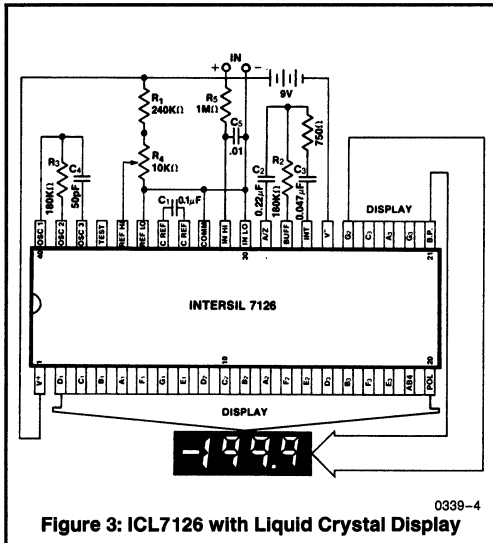 IN
+ −
9V
R1
240KΩ
R5
1MΩ
C5
.01
750Ω
R3
180KΩ
C4
50pF
R4
10KΩ
C1 0.1μF
C2
0.22μF
R2
180KΩ
C3
0.047μF
DISPLAY
OSC 1
OSC 2
OSC 3
TEST
REF HI
REF LO
C REF
C REF
COMM
IN HI
IN LO
A/Z
BUFF
INT
V−
G2
C3
A3
G3
B.P.
40
30
21
INTERSIL 7126
1
10
20
V+
D1
C1
B1
A1
F1
G1
E1
D2
C2
B2
A2
F2
E2
D3
B3
F3
E3
AB4
POL
DISPLAY
-199.9
0339-4
Figure 3: ICL7126 with Liquid Crystal Display